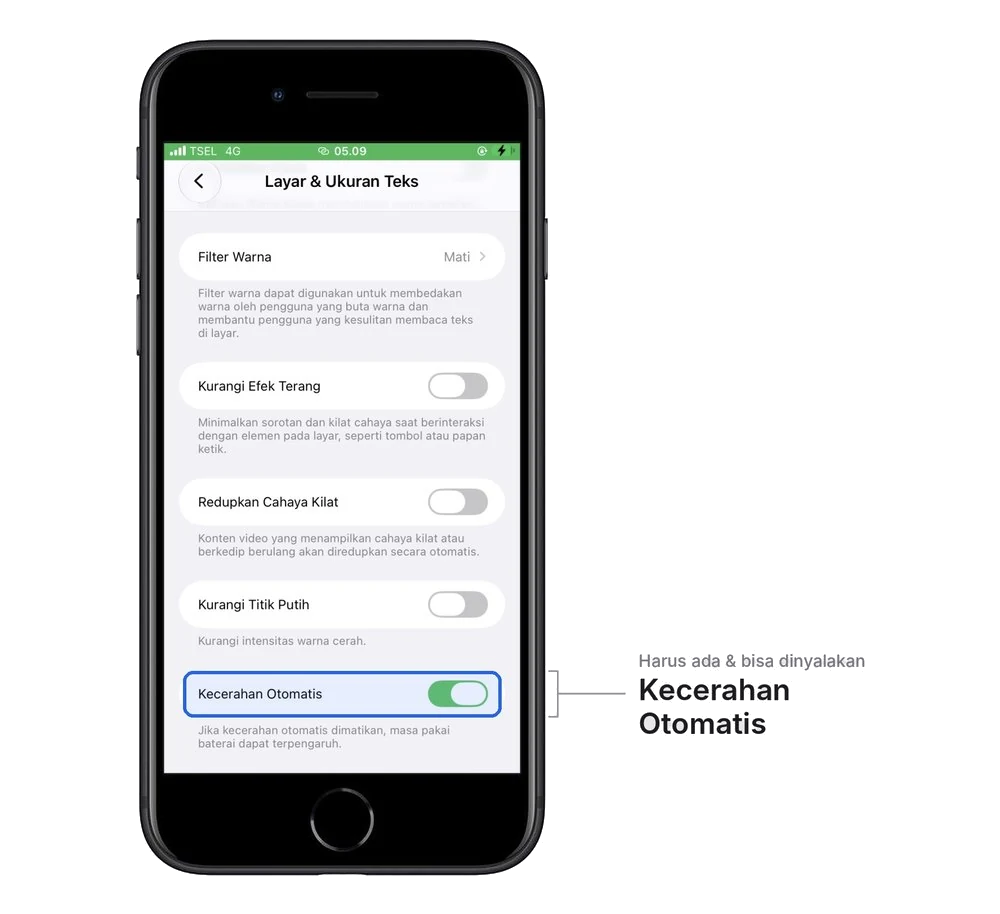 TSEL 4G 05.09
Layar & Ukuran Teks
Filter Warna Mati
Filter warna dapat digunakan untuk membedakan
warna oleh pengguna yang buta warna dan
membantu pengguna yang kesulitan membaca teks
di layar.
Kurangi Efek Terang
Minimalkan sorotan dan kilat cahaya saat berinteraksi
dengan elemen pada layar, seperti tombol atau papan
ketik.
Redupkan Cahaya Kilat
Konten video yang menampilkan cahaya kilat atau
berkedip berulang akan diredupkan secara otomatis.
Kurangi Titik Putih
Kurangi intensitas warna cerah.
Kecerahan Otomatis
Jika kecerahan otomatis dimatikan, masa pakai
baterai dapat terpengaruh.
Harus ada & bisa dinyalakan
Kecerahan
Otomatis